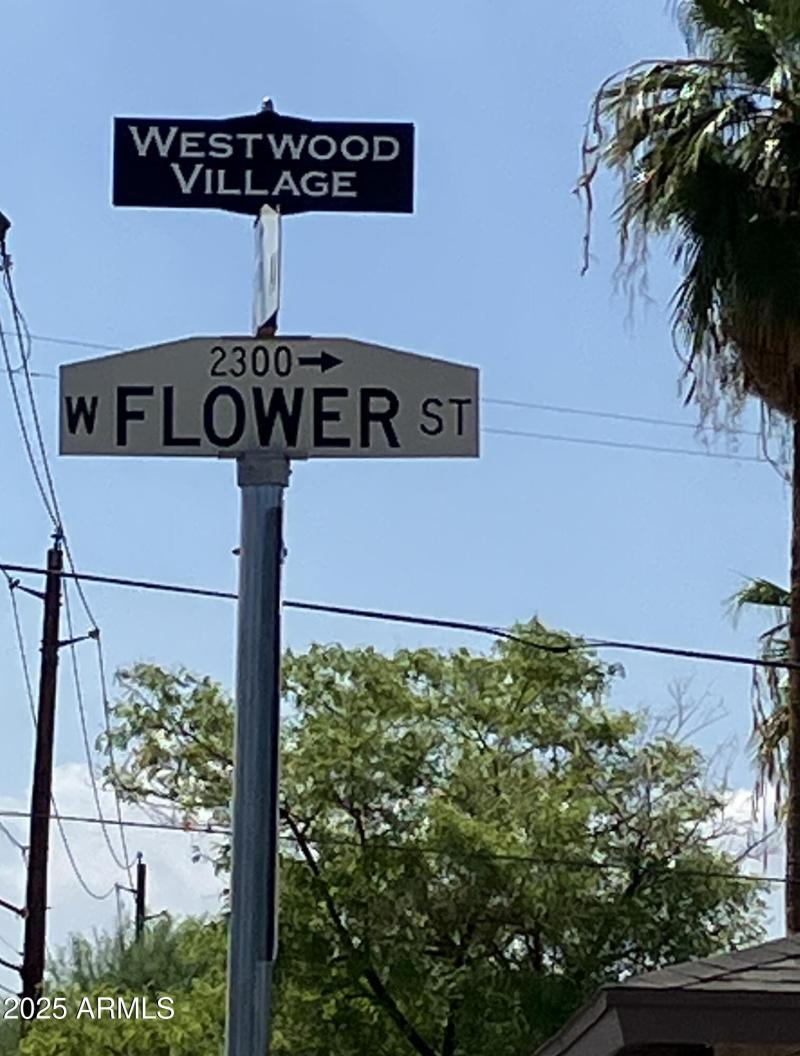 WESTWOOD
VILLAGE
2300→
W FLOWER ST
2025 ARMLS